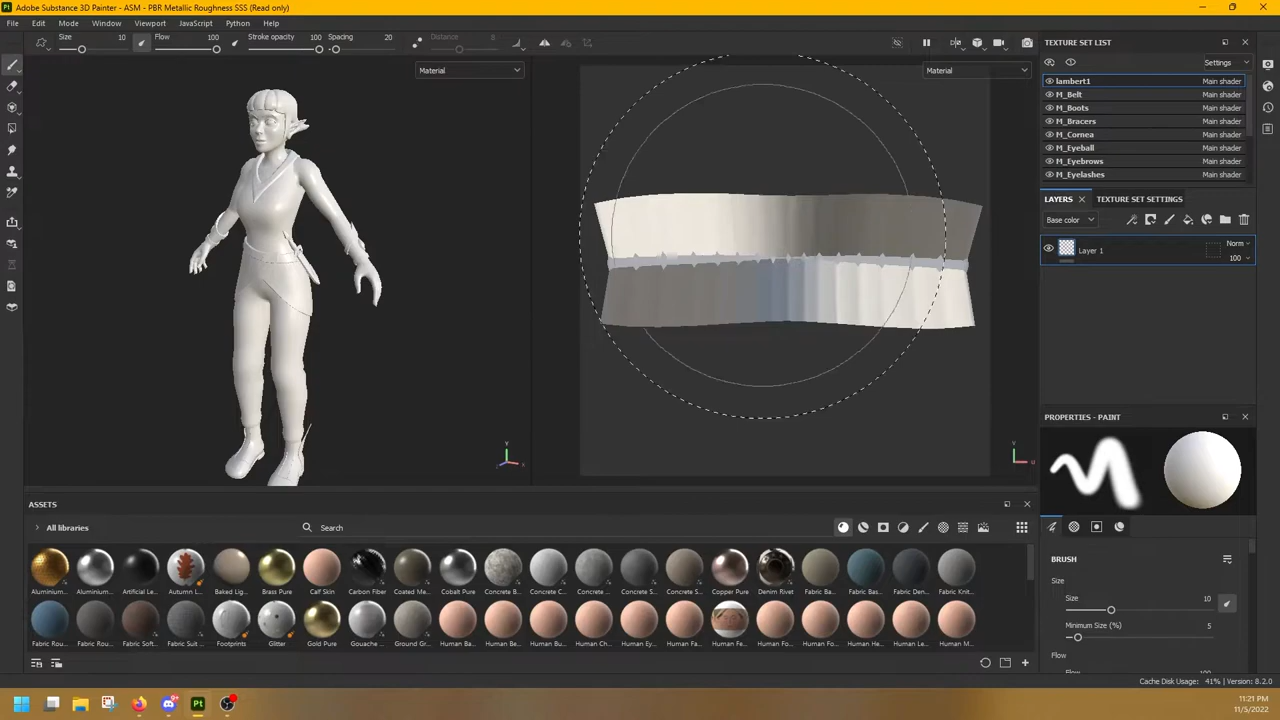 Pt Adobe Substance 3D Painter - ASM - PBR Metallic Roughness SSS (Read only)
File Edit Mode Window Viewport JavaScript Python Help
Size 10 Flow 100 Stroke opacity 100 Spacing 20 Distance 8
Material
Material
TEXTURE SET LIST
Settings
lambert1 Main shader
M_Belt Main shader
M_Boots Main shader
M_Bracers Main shader
M_Cornea Main shader
M_Eyeball Main shader
M_Eyebrows Main shader
M_Eyelashes Main shader
LAYERS TEXTURE SET SETTINGS
Base color
Layer 1 Norm
100
PROPERTIES - PAINT
BRUSH
Size
Size 10
Minimum Size (%) 5
Flow
Flow 100
Y X Z
V U
ASSETS
All libraries Search
Aluminium... Aluminium... Artificial Le... Autumn L... Baked Lig... Brass Pure Calf Skin Carbon Fiber Coated Me... Cobalt Pure Concrete B... Concrete C... Concrete ... Concrete S... Concrete S... Copper Pure Denim Rivet Fabric Ba... Fabric Bas... Fabric Den... Fabric Knit...
Fabric Rou... Fabric Rou... Fabric Soft... Fabric Suit ... Footprints Glitter Gold Pure Gouache ... Ground Gr... Human Ba... Human Be... Human Bu... Human Ch... Human Ey... Human Fa... Human Fe... Human Fo... Human Fo... Human He... Human Le... Human M...
Cache Disk Usage: 41% | Version: 8.2.0
Pt
11:21 PM
11/5/2022